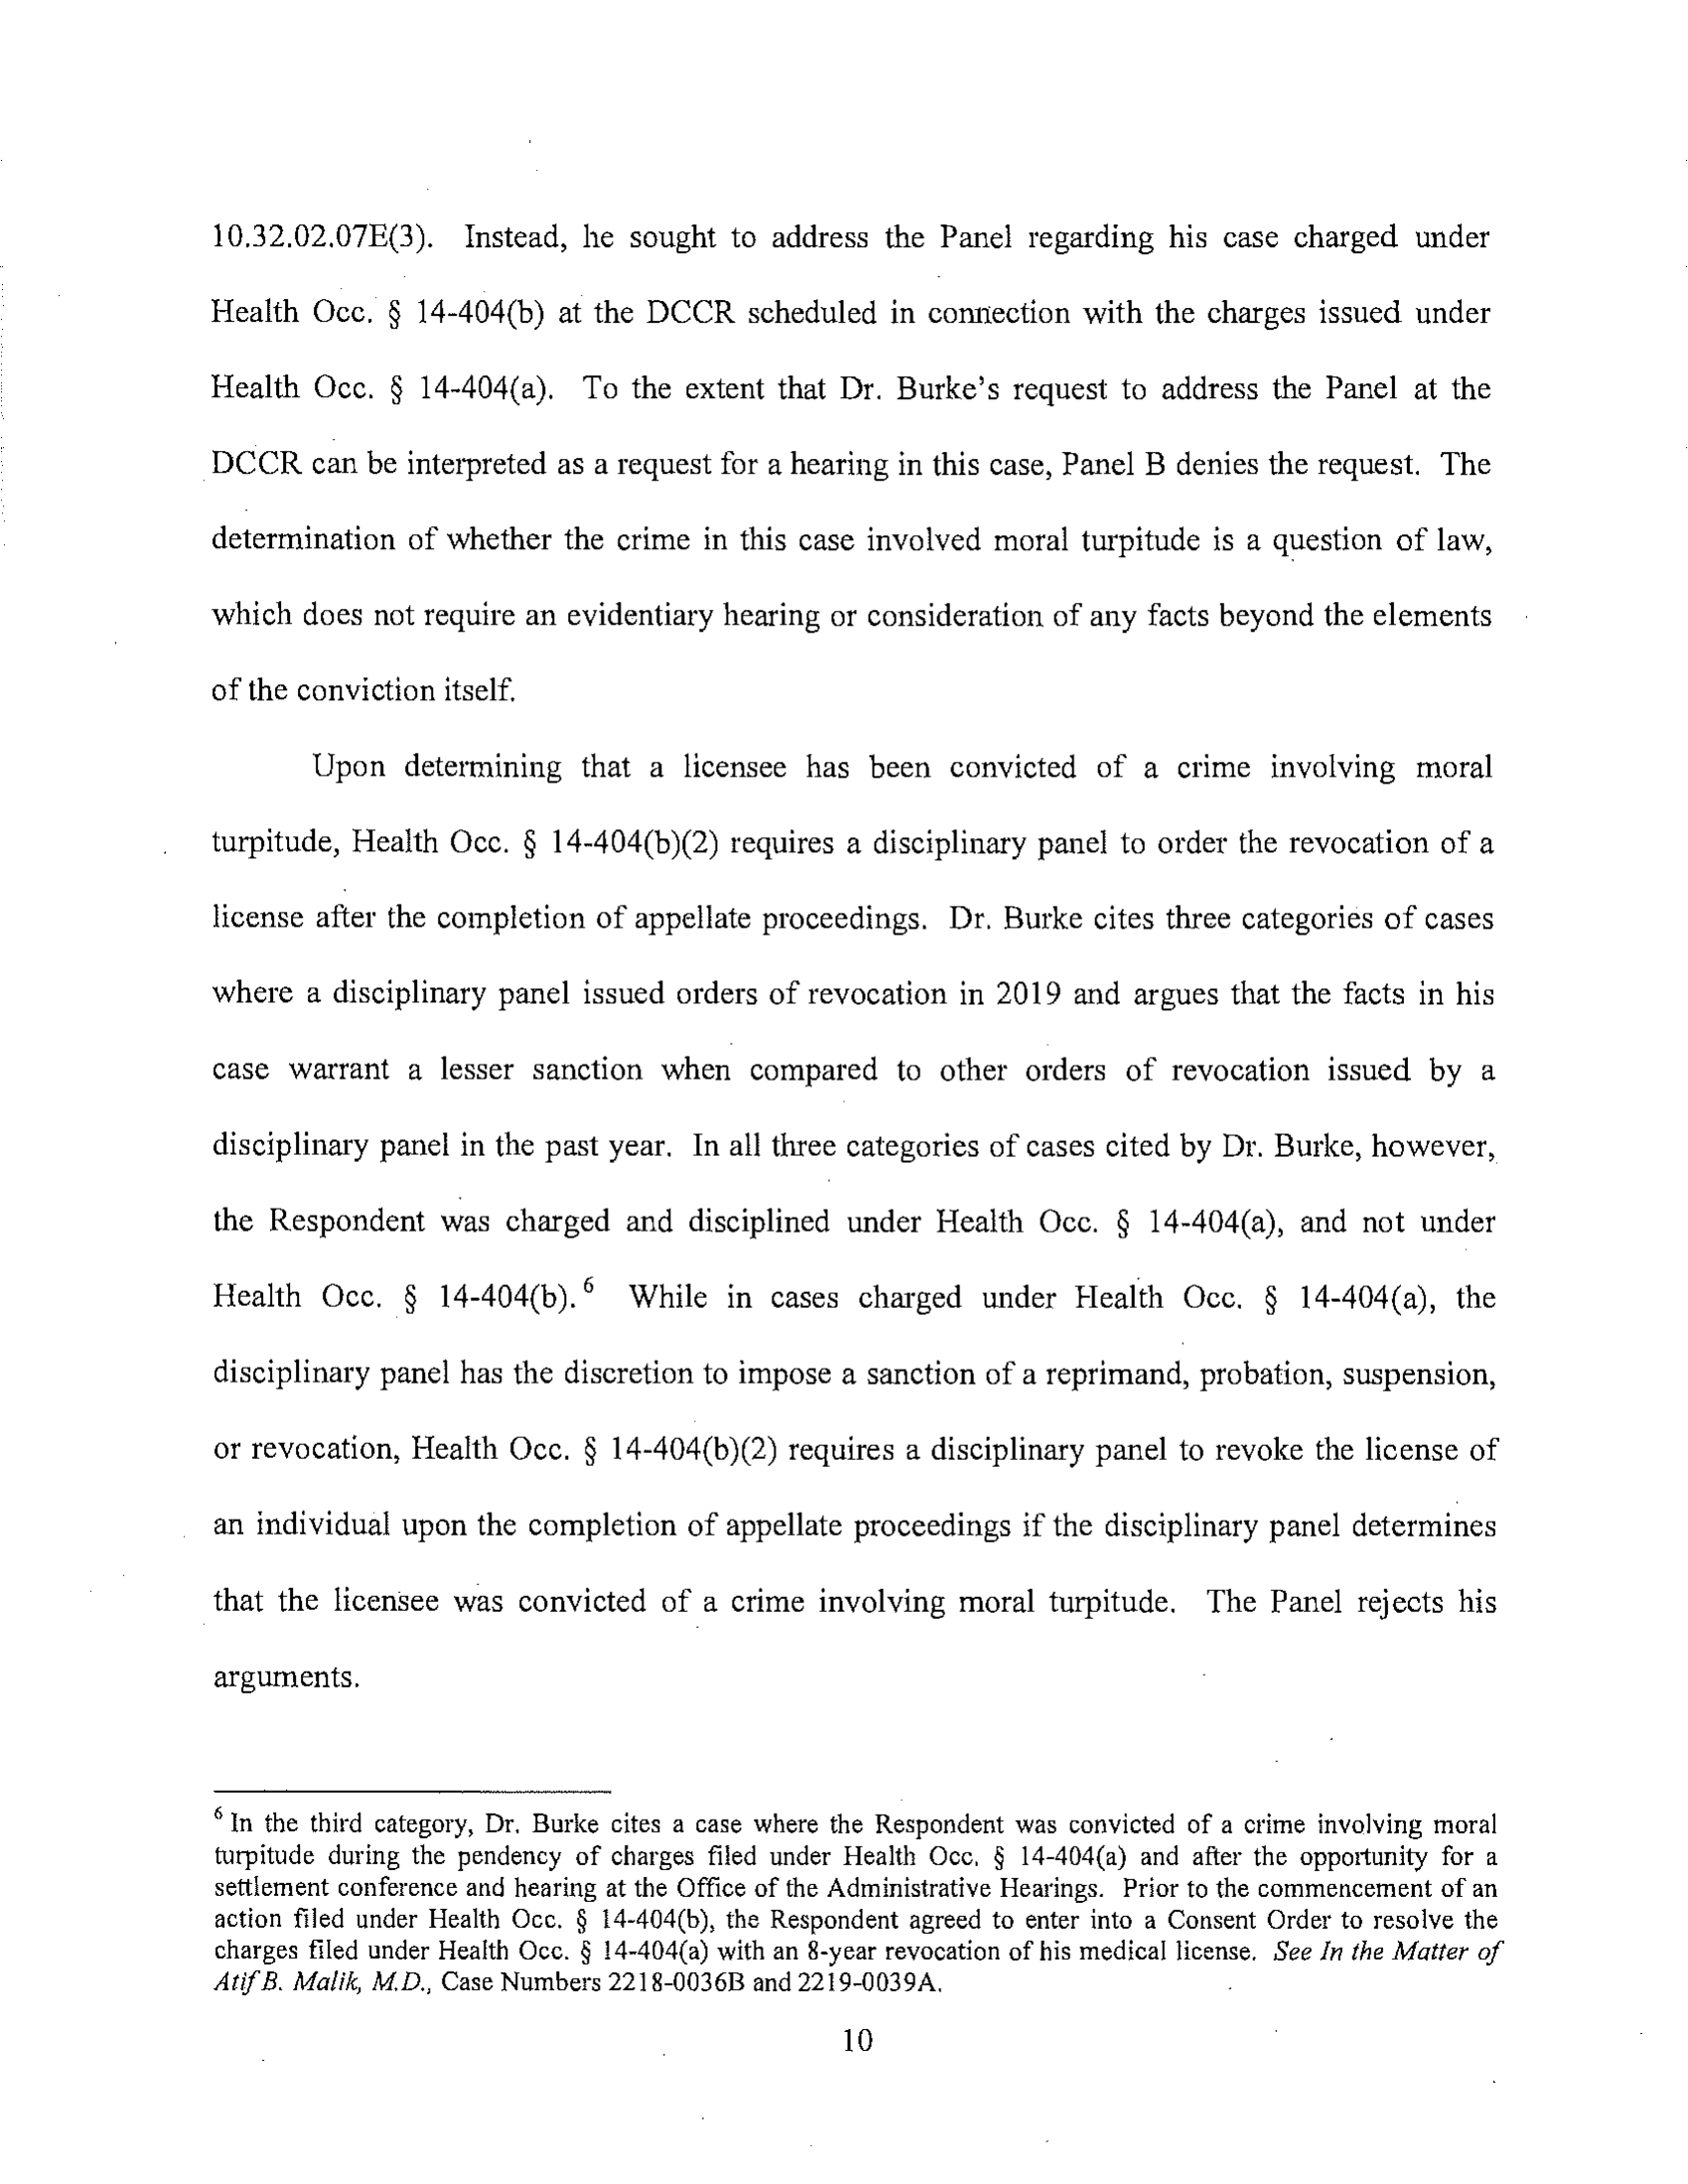 10.32.02.07E(3). Instead, he sought to address the Panel regarding his case charged under
Health Occ. § 14-404(b) at the DCCR scheduled in connection with the charges issued under
Health Occ. § 14-404(a). To the extent that Dr. Burke's request to address the Panel at the
DCCR can be interpreted as a request for a hearing in this case, Panel B denies the request. The
determination of whether the crime in this case involved moral turpitude is a question of law,
which does not require an evidentiary hearing or consideration of any facts beyond the elements
of the conviction itself.
Upon determining that a licensee has been convicted of a crime involving moral
turpitude, Health Occ. § 14-404(b)(2) requires a disciplinary panel to order the revocation of a
license after the completion of appellate proceedings. Dr. Burke cites three categories of cases
where a disciplinary panel issued orders of revocation in 2019 and argues that the facts in his
case warrant a lesser sanction when compared to other orders of revocation issued by a
disciplinary panel in the past year. In all three categories of cases cited by Dr. Burke, however,
the Respondent was charged and disciplined under Health Occ. § 14-404(a), and not under
Health Occ. § 14-404(b).⁶ While in cases charged under Health Occ. § 14-404(a), the
disciplinary panel has the discretion to impose a sanction of a reprimand, probation, suspension,
or revocation, Health Occ. § 14-404(b)(2) requires a disciplinary panel to revoke the license of
an individual upon the completion of appellate proceedings if the disciplinary panel determines
that the licensee was convicted of a crime involving moral turpitude. The Panel rejects his
arguments.
⁶ In the third category, Dr. Burke cites a case where the Respondent was convicted of a crime involving moral
turpitude during the pendency of charges filed under Health Occ. § 14-404(a) and after the opportunity for a
settlement conference and hearing at the Office of the Administrative Hearings. Prior to the commencement of an
action filed under Health Occ. § 14-404(b), the Respondent agreed to enter into a Consent Order to resolve the
charges filed under Health Occ. § 14-404(a) with an 8-year revocation of his medical license. See In the Matter of
Atif B. Malik, M.D., Case Numbers 2218-0036B and 2219-0039A.
10